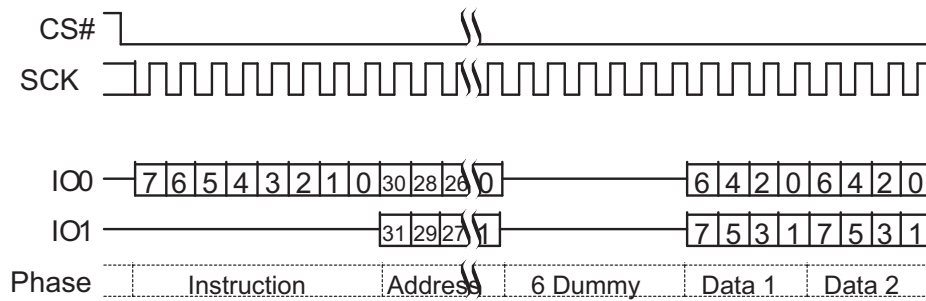 CS#
SCK
IO0 7 6 5 4 3 2 1 0 30 28 26 0 6 4 2 0 6 4 2 0
IO1 31 29 27 1 7 5 3 1 7 5 3 1
Phase Instruction Address 6 Dummy Data 1 Data 2